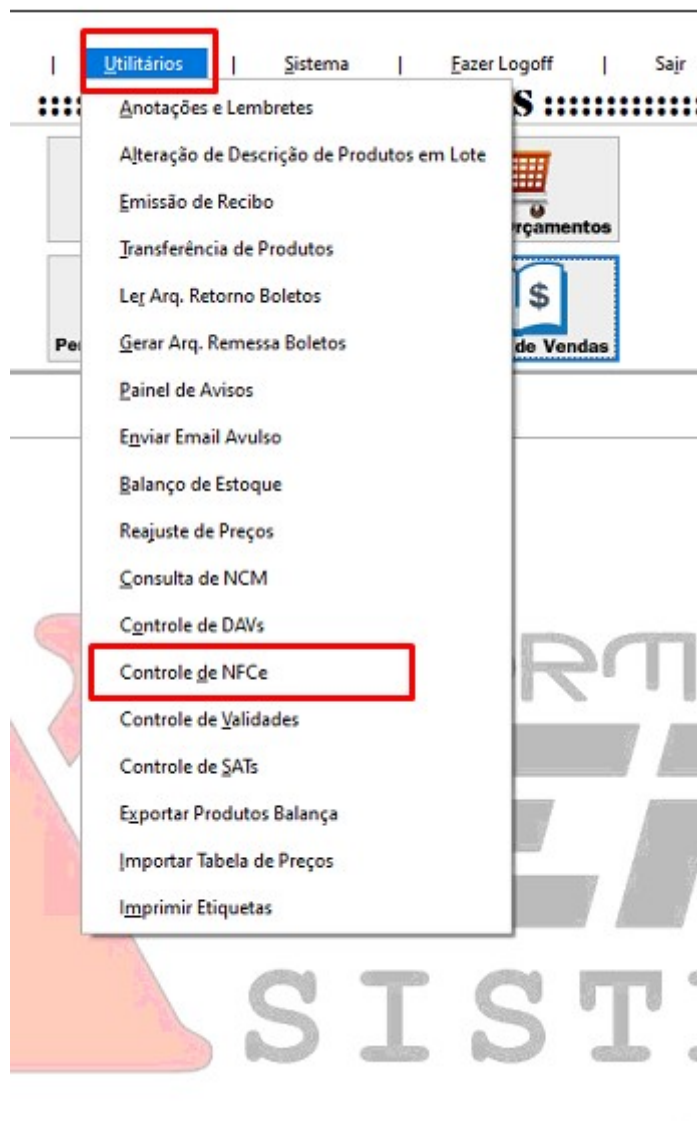 | Utilitários | Sistema | Fazer Logoff | Sair
Anotações e Lembretes
Alteração de Descrição de Produtos em Lote
Emissão de Recibo
Transferência de Produtos
Ler Arq. Retorno Boletos
Gerar Arq. Remessa Boletos
Painel de Avisos
Enviar Email Avulso
Balanço de Estoque
Reajuste de Preços
Consulta de NCM
Controle de DAVs
Controle de NFCe
Controle de Validades
Controle de SATs
Exportar Produtos Balança
Importar Tabela de Preços
Imprimir Etiquetas
S ::::::::::::
rçamentos
$
Pe
de Vendas
SIST